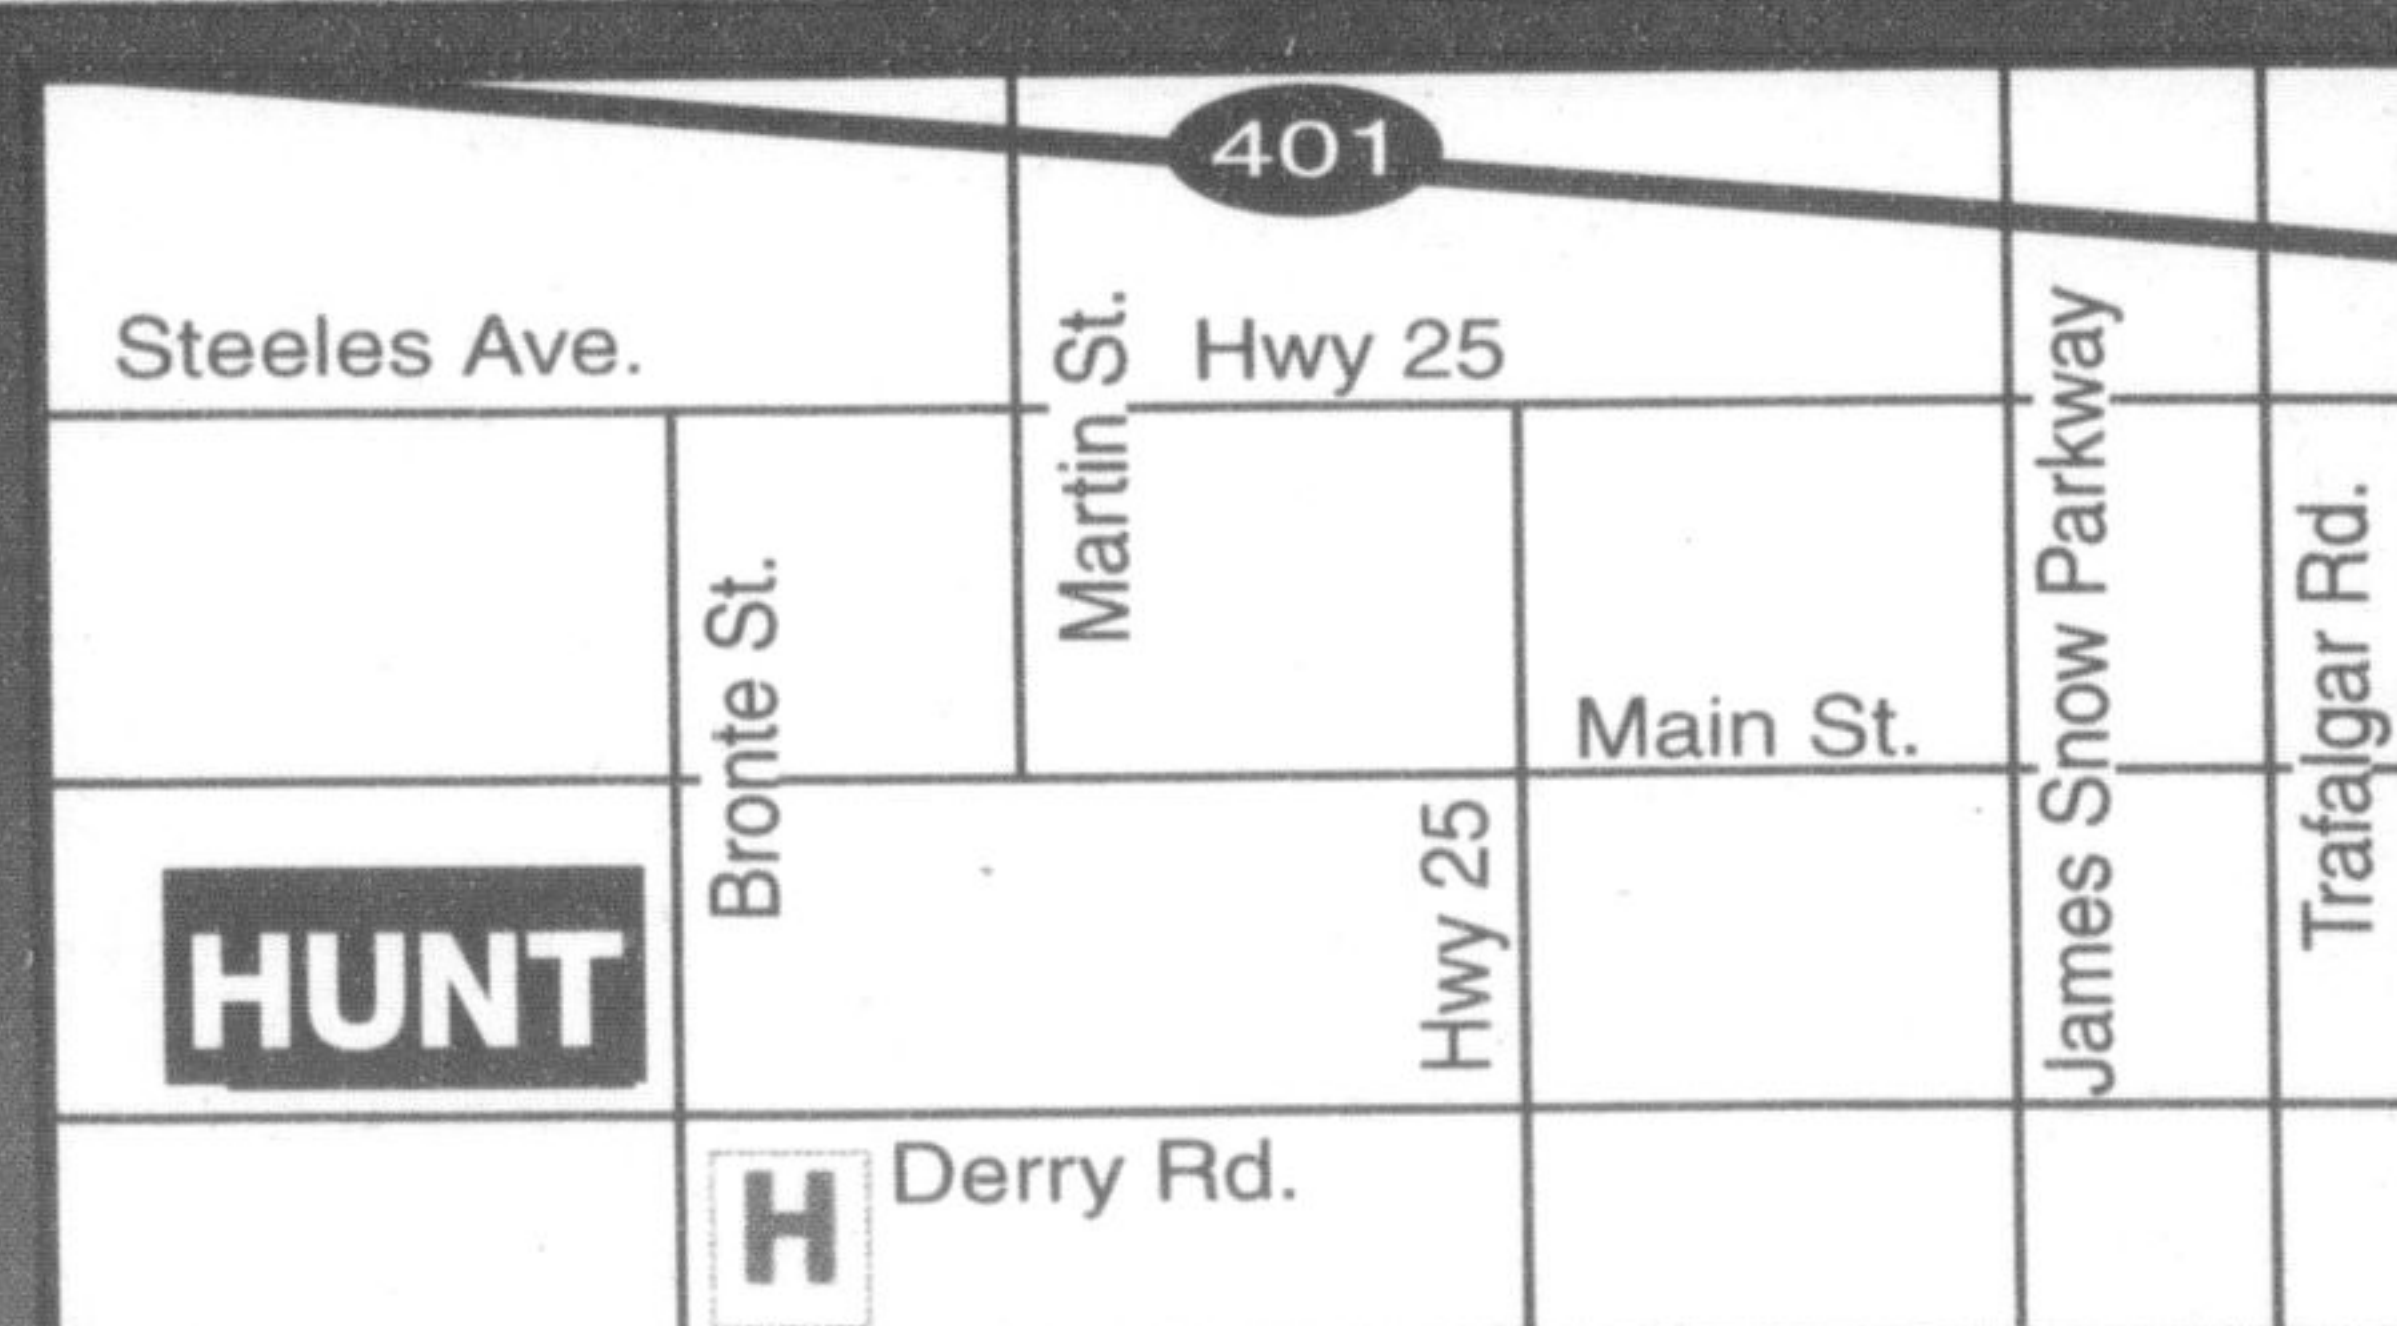 401
Steeles Ave.
Martin St.
Hwy 25
James Snow Parkway
Trafalgar Rd.
Bronte St.
Main St.
Hwy 25
HUNT
H
Derry Rd.